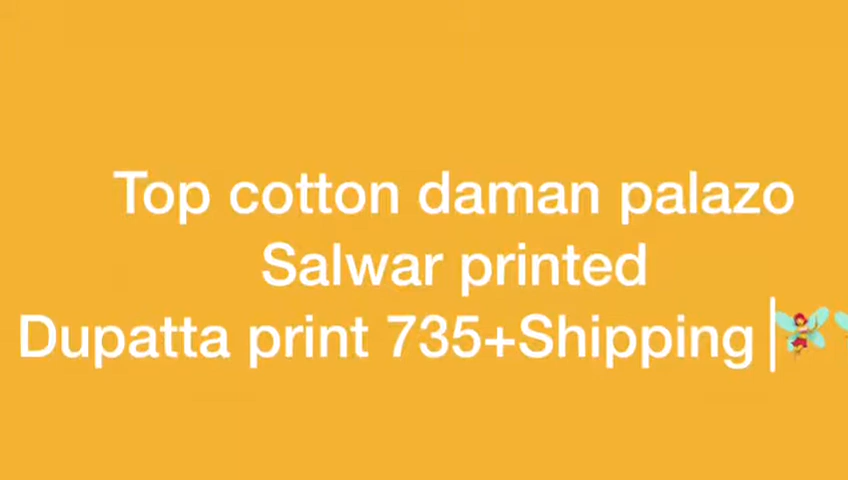 Top cotton daman palazo
Salwar printed
Dupatta print 735+Shipping 🧚🧚